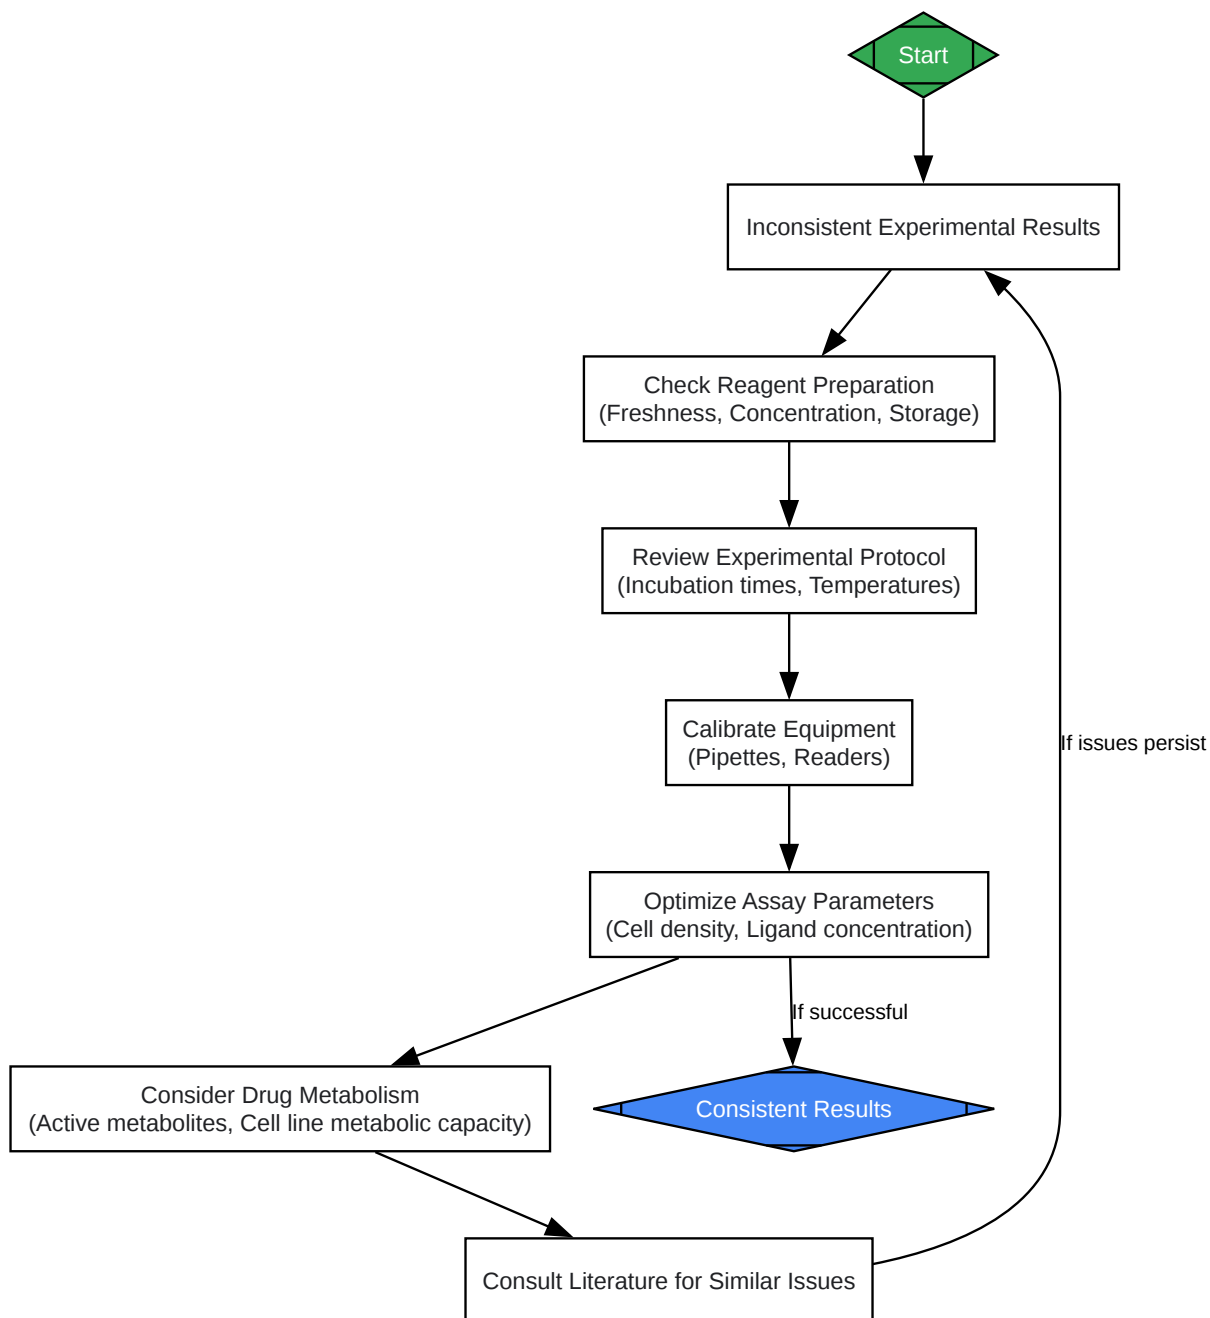 Start
Inconsistent Experimental Results
Check Reagent Preparation
(Freshness, Concentration, Storage)
Review Experimental Protocol
(Incubation times, Temperatures)
Calibrate Equipment
(Pipettes, Readers)
If issues persist
Optimize Assay Parameters
(Cell density, Ligand concentration)
If successful
Consider Drug Metabolism
(Active metabolites, Cell line metabolic capacity)
Consistent Results
Consult Literature for Similar Issues